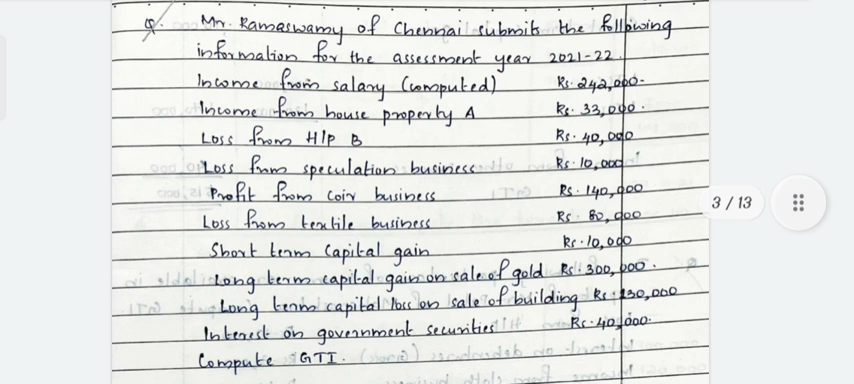 Q. Mr. Ramaswamy of Chennai submits the following
information for the assessment year 2021-22.
Income from salary (computed) Rs. 242,000.
Income from house property A Rs. 33,000.
Loss from H/p B Rs. 40,000
Loss from speculation business Rs. 10,000
Profit from coir business Rs. 140,000
Loss from textile business Rs 80,000
Short term capital gain Rs. 10,000
Long term capital gain on sale of gold Rs. 300,000.
Long term capital loss on sale of building Rs. 130,000
Interest on government securities Rs. 40,000.
Compute GTI.
3 / 13